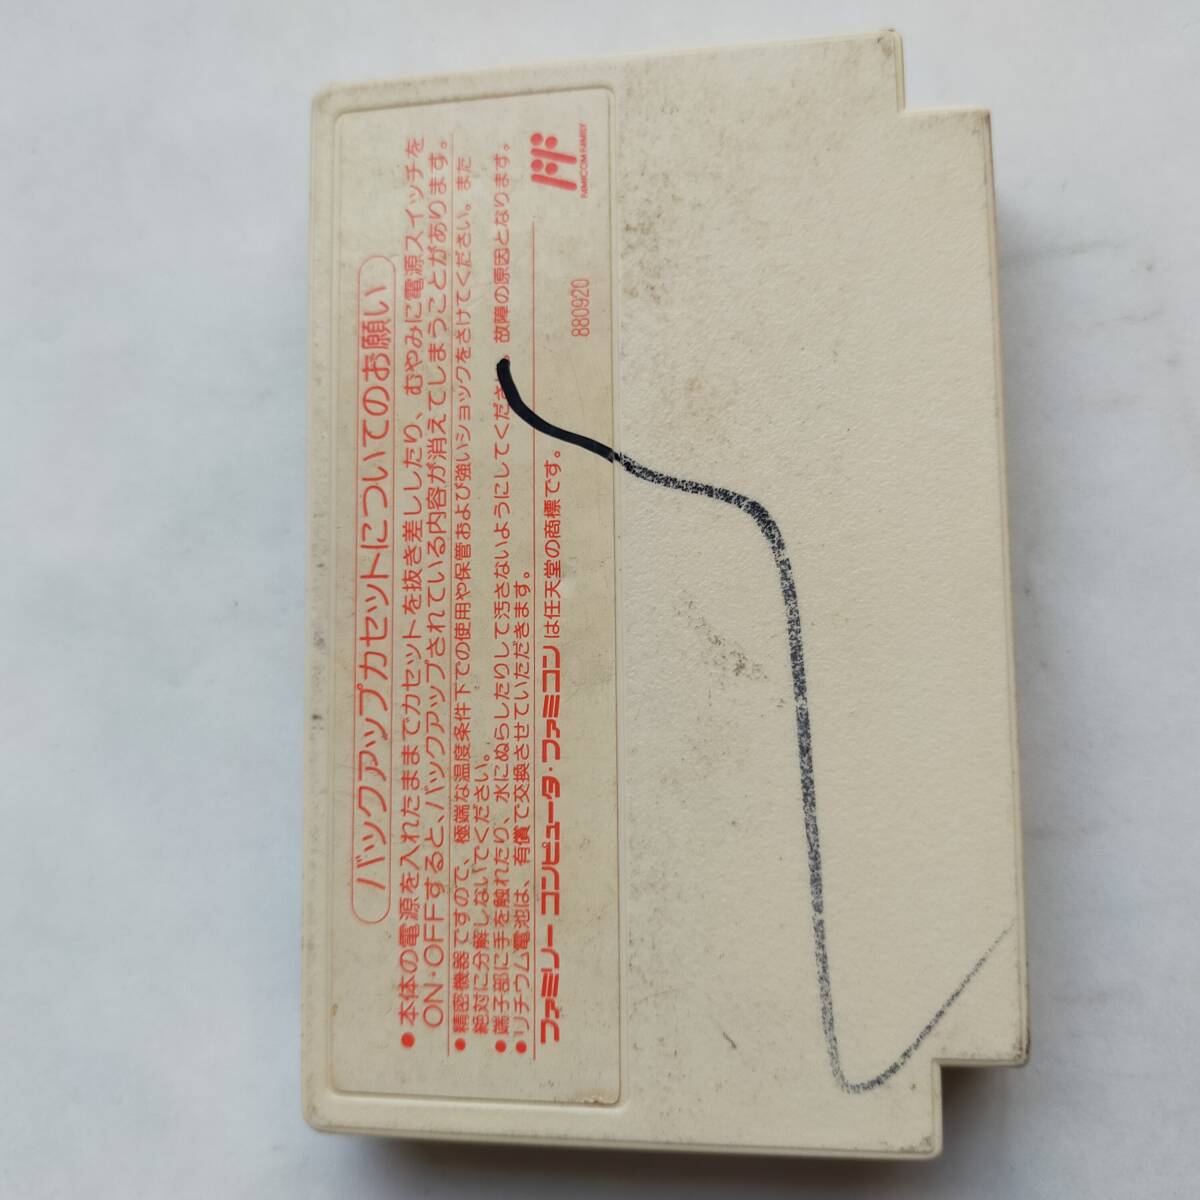 バックアップカセットについてのお願い
●本体の電源を入れたままでカセットを抜き差ししたり、むやみに電源スイッチを
ON・OFFすると、バックアップされている内容が消えてしまうことがあります。
●精密機器ですので、極端な温度条件下での使用や保管および強いショックをさけてください。また
絶対に分解しないでください。
●端子部に手を触れたり、水にぬらしたりして汚さないようにしてください。故障の原因となります。
●リチウム電池は、有償で交換させていただきます。
ファミリーコンピュータ・ファミコンは任天堂の商標です。
880920
FAMICOM FAMILY